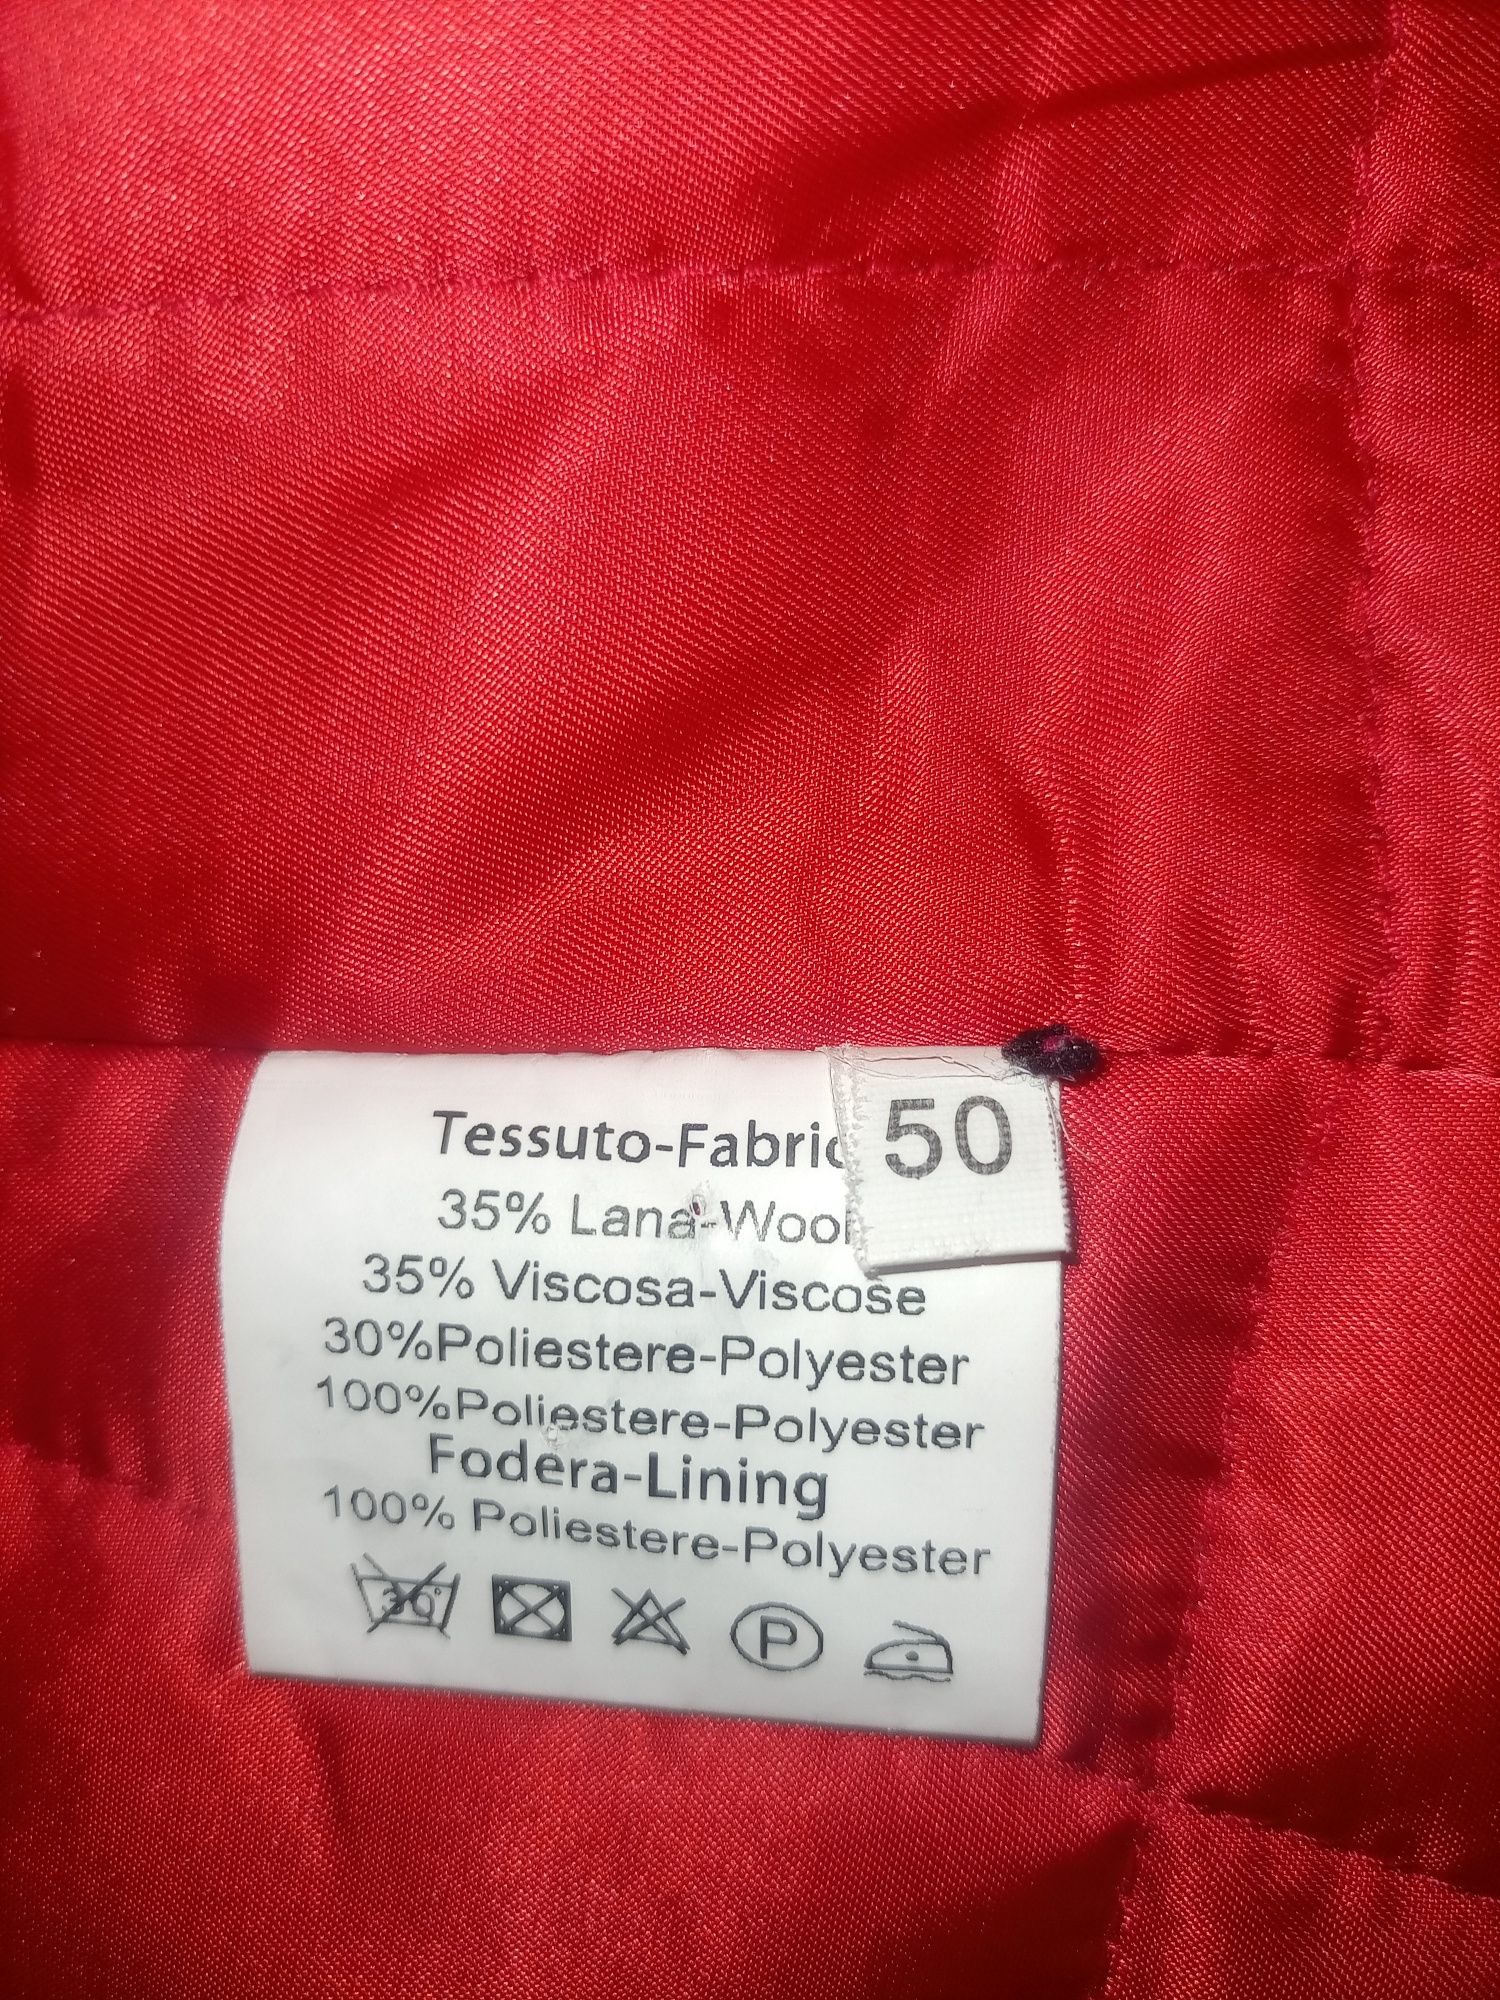 50
Tessuto-Fabric
35% Lana-Wool
35% Viscosa-Viscose
30%Poliestere-Polyester
100%Poliestere-Polyester
Fodera-Lining
100% Poliestere-Polyester
30°
P